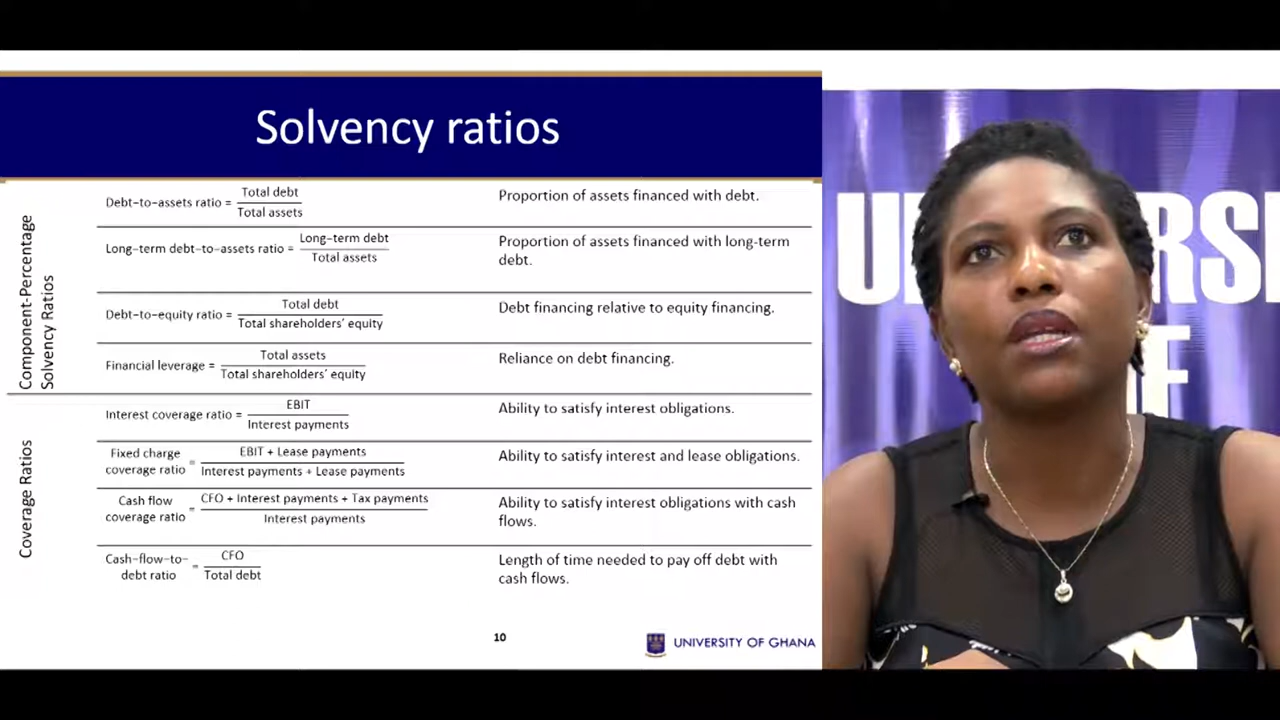 Solvency ratios
Component-Percentage
Solvency Ratios
Debt-to-assets ratio = Total debt / Total assets
Proportion of assets financed with debt.
Long-term debt-to-assets ratio = Long-term debt / Total assets
Proportion of assets financed with long-term
debt.
Debt-to-equity ratio = Total debt / Total shareholders' equity
Debt financing relative to equity financing.
Financial leverage = Total assets / Total shareholders' equity
Reliance on debt financing.
Coverage Ratios
Interest coverage ratio = EBIT / Interest payments
Ability to satisfy interest obligations.
Fixed charge
coverage ratio = EBIT + Lease payments / Interest payments + Lease payments
Ability to satisfy interest and lease obligations.
Cash flow
coverage ratio = CFO + Interest payments + Tax payments / Interest payments
Ability to satisfy interest obligations with cash
flows.
Cash-flow-to-
debt ratio = CFO / Total debt
Length of time needed to pay off debt with
cash flows.
10
UNIVERSITY OF GHANA